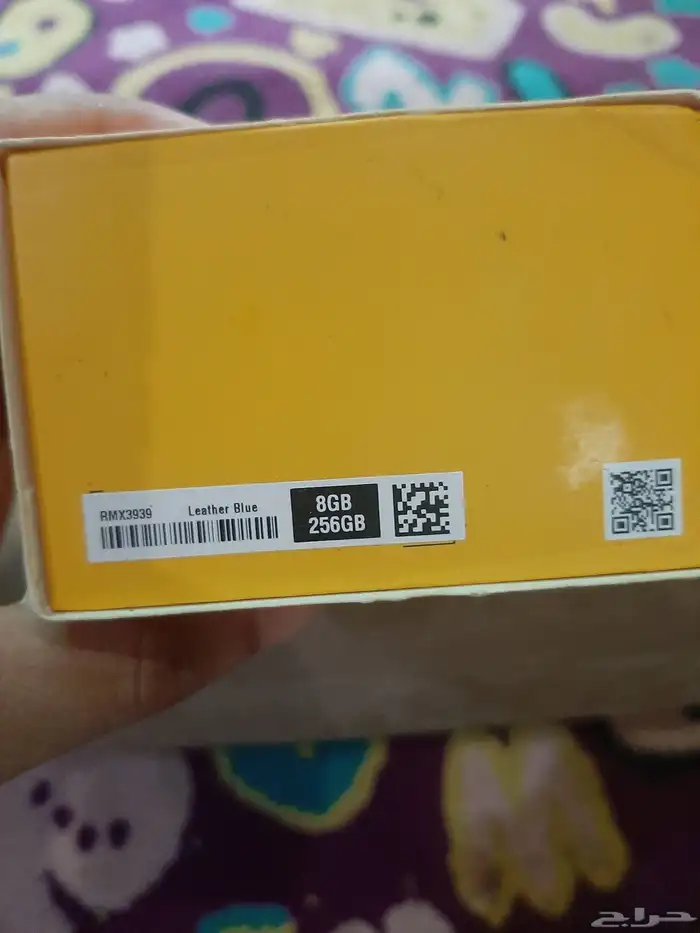 RMX3939
Leather Blue
8GB
256GB
حراج